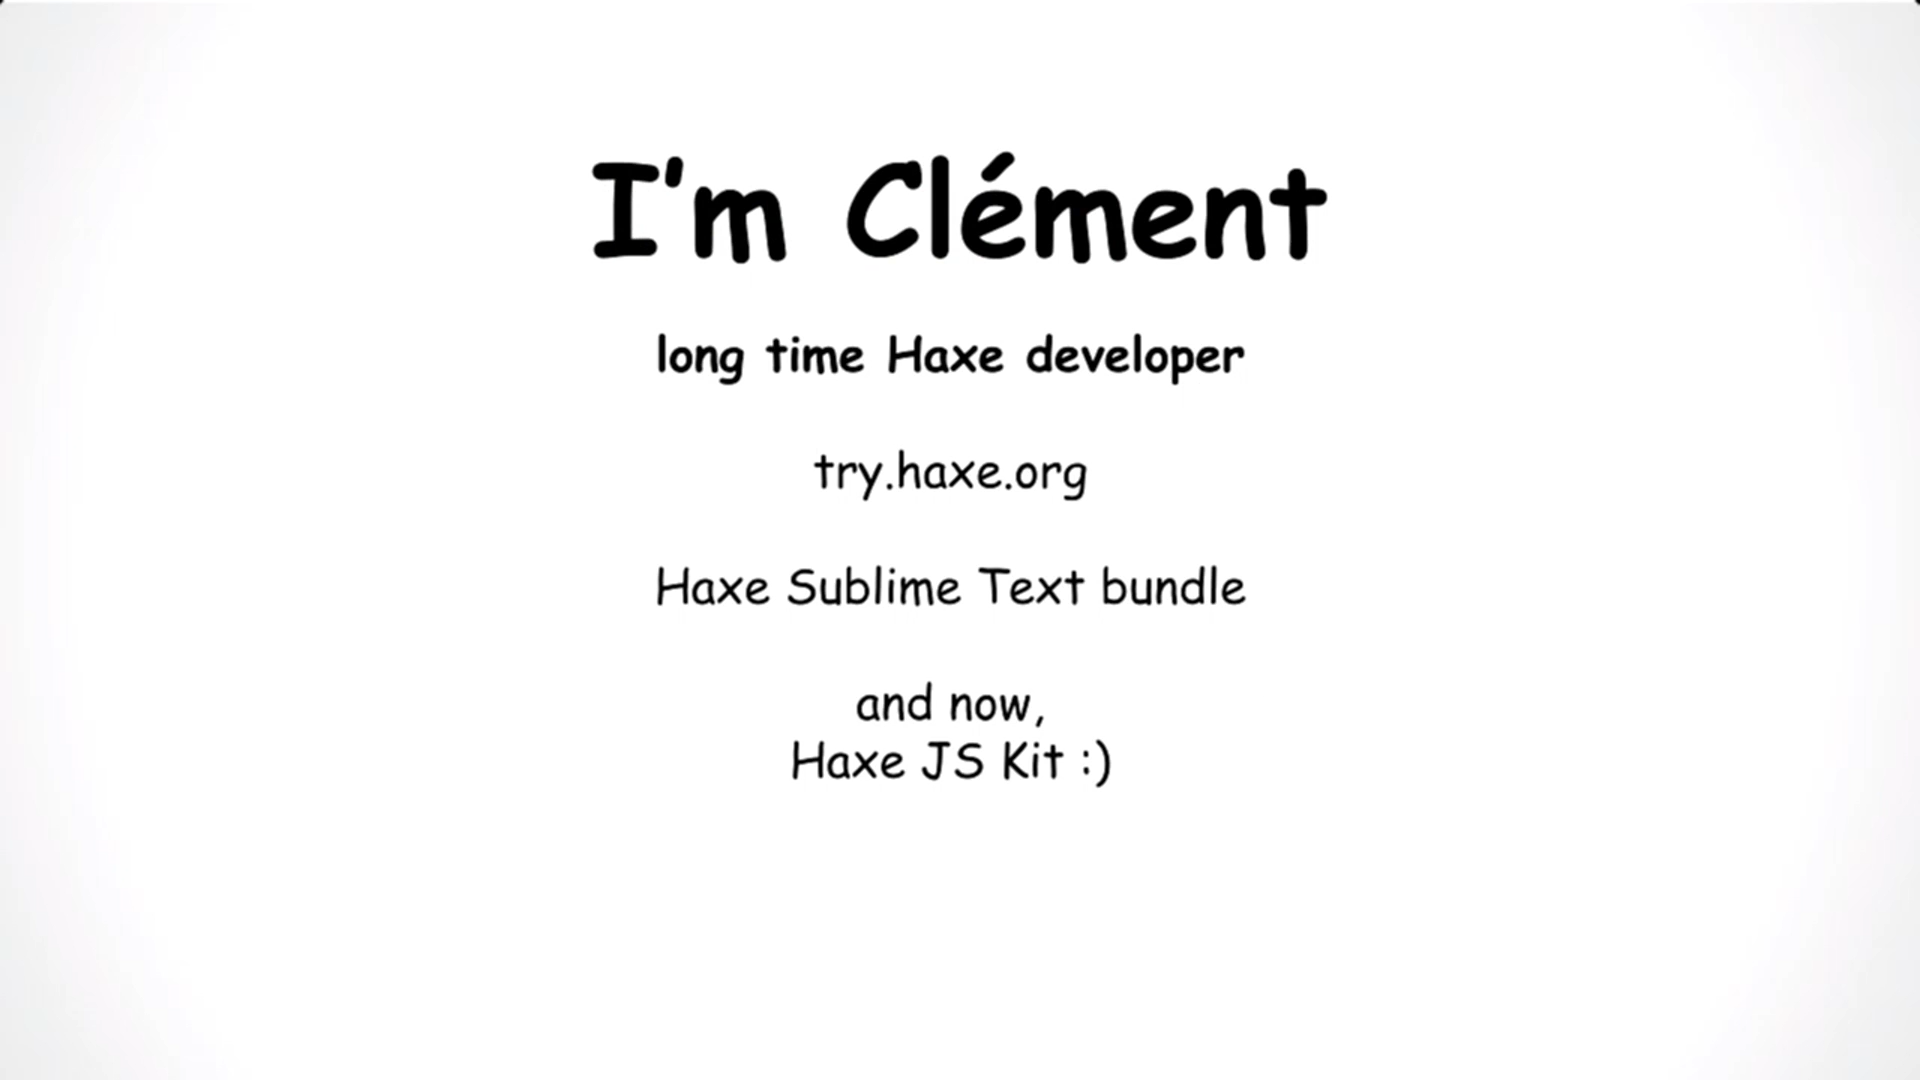 I'm Clément
long time Haxe developer
try.haxe.org
Haxe Sublime Text bundle
and now,
Haxe JS Kit :)